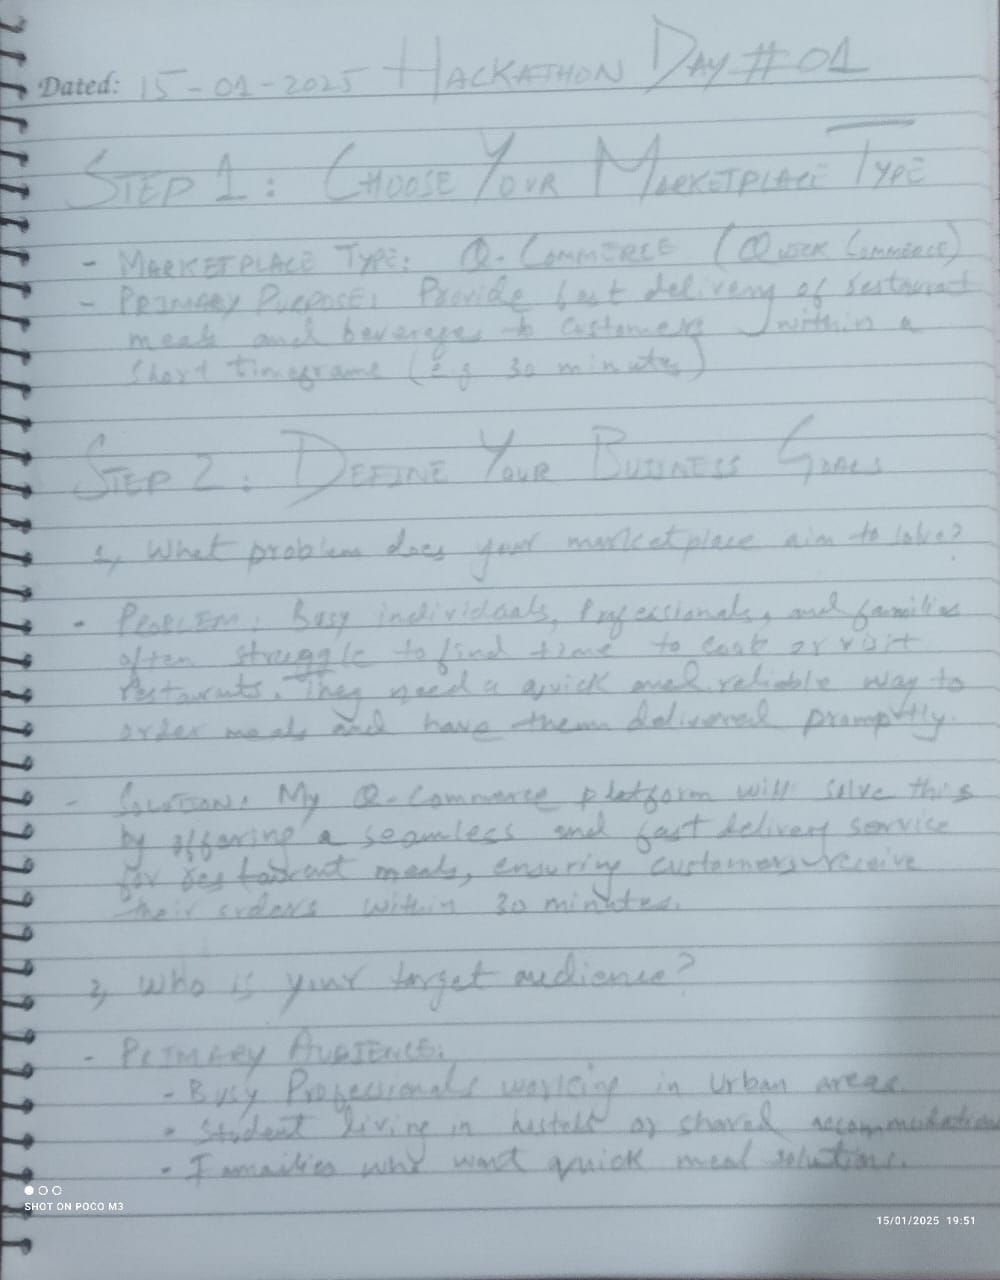 Dated: 15-01-2025 HACKATHON DAY # 01
STEP 1: CHOOSE YOUR MARKETPLACE TYPE
- MARKETPLACE TYPE: Q-COMMERCE (Quick Commerce)
- PRIMARY PURPOSE: Provide fast delivery of restaurant
meals and beverages to customers within a
short timeframe (e.g 30 minutes)
STEP 2: DEFINE YOUR BUSINESS GOALS
1, What problem does your marketplace aim to solve?
- PROBLEM: Busy individuals, Professionals, and families
often struggle to find time to cook or visit
restaurants. They need a quick and reliable way to
order meals and have them delivered promptly.
- SOLUTION: My Q-Commerce platform will solve this
by offering a seamless and fast delivery service
for restaurant meals, ensuring customers receive
their orders within 30 minutes.
2, Who is your target audience?
- PRIMARY AUDIENCE:
- Busy Professionals working in Urban areas
- Student living in hostels or shared accommodation
- Families who want quick meal solutions.
SHOT ON POCO M3
15/01/2025 19:51